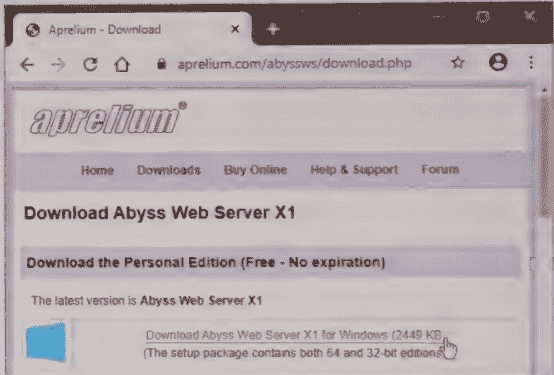 Aprelium - Download
aprelium.com/abyssws/download.php
aprelium®
Home Downloads Buy Online Help & Support Forum
Download Abyss Web Server X1
Download the Personal Edition (Free - No expiration)
The latest version is Abyss Web Server X1
Download Abyss Web Server X1 for Windows (2449 KB
(The setup package contains both 64 and 32-bit editions